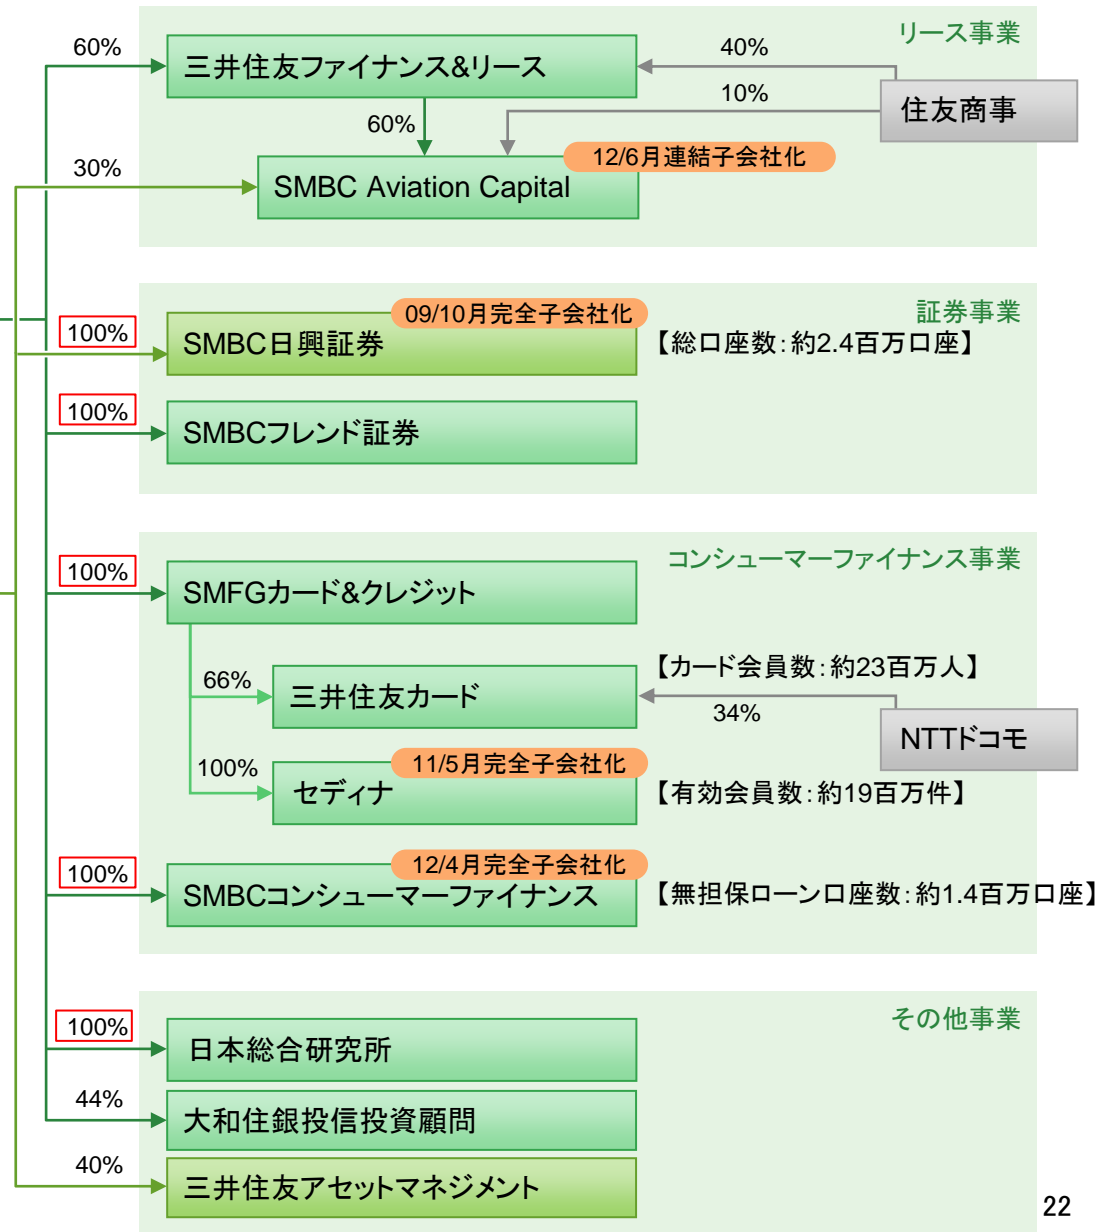 リース事業
60%
三井住友ファイナンス&リース
40%
10%
住友商事
60%
12/6月連結子会社化
30%
SMBC Aviation Capital
証券事業
09/10月完全子会社化
100%
SMBC日興証券
【総口座数:約2.4百万口座】
100%
SMBCフレンド証券
コンシューマーファイナンス事業
100%
SMFGカード&クレジット
【カード会員数:約23百万人】
66%
三井住友カード
34%
NTTドコモ
11/5月完全子会社化
100%
セディナ
【有効会員数:約19百万件】
12/4月完全子会社化
100%
SMBCコンシューマーファイナンス
【無担保ローン口座数:約1.4百万口座】
その他事業
100%
日本総合研究所
44%
大和住銀投信投資顧問
40%
三井住友アセットマネジメント
22